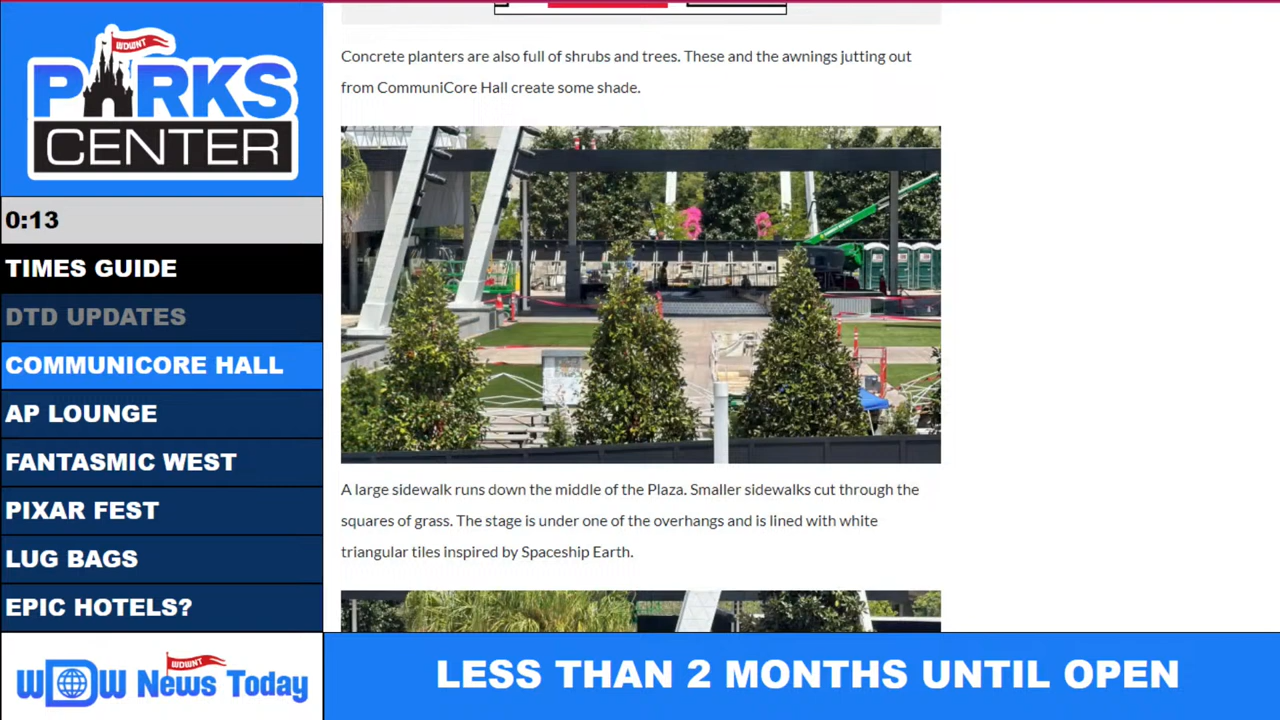 WDWNT
PARKS
CENTER
0:13
TIMES GUIDE
DTD UPDATES
COMMUNICORE HALL
AP LOUNGE
FANTASMIC WEST
PIXAR FEST
LUG BAGS
EPIC HOTELS?
WDWNT
WDW News Today
Concrete planters are also full of shrubs and trees. These and the awnings jutting out
from CommuniCore Hall create some shade.
A large sidewalk runs down the middle of the Plaza. Smaller sidewalks cut through the
squares of grass. The stage is under one of the overhangs and is lined with white
triangular tiles inspired by Spaceship Earth.
LESS THAN 2 MONTHS UNTIL OPEN